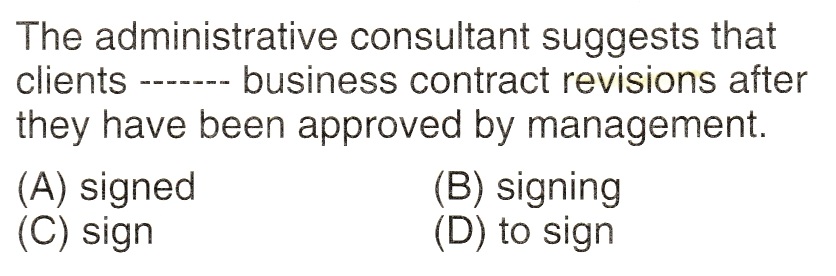 The administrative consultant suggests that
clients ------- business contract revisions after
they have been approved by management.
(A) signed (B) signing
(C) sign (D) to sign